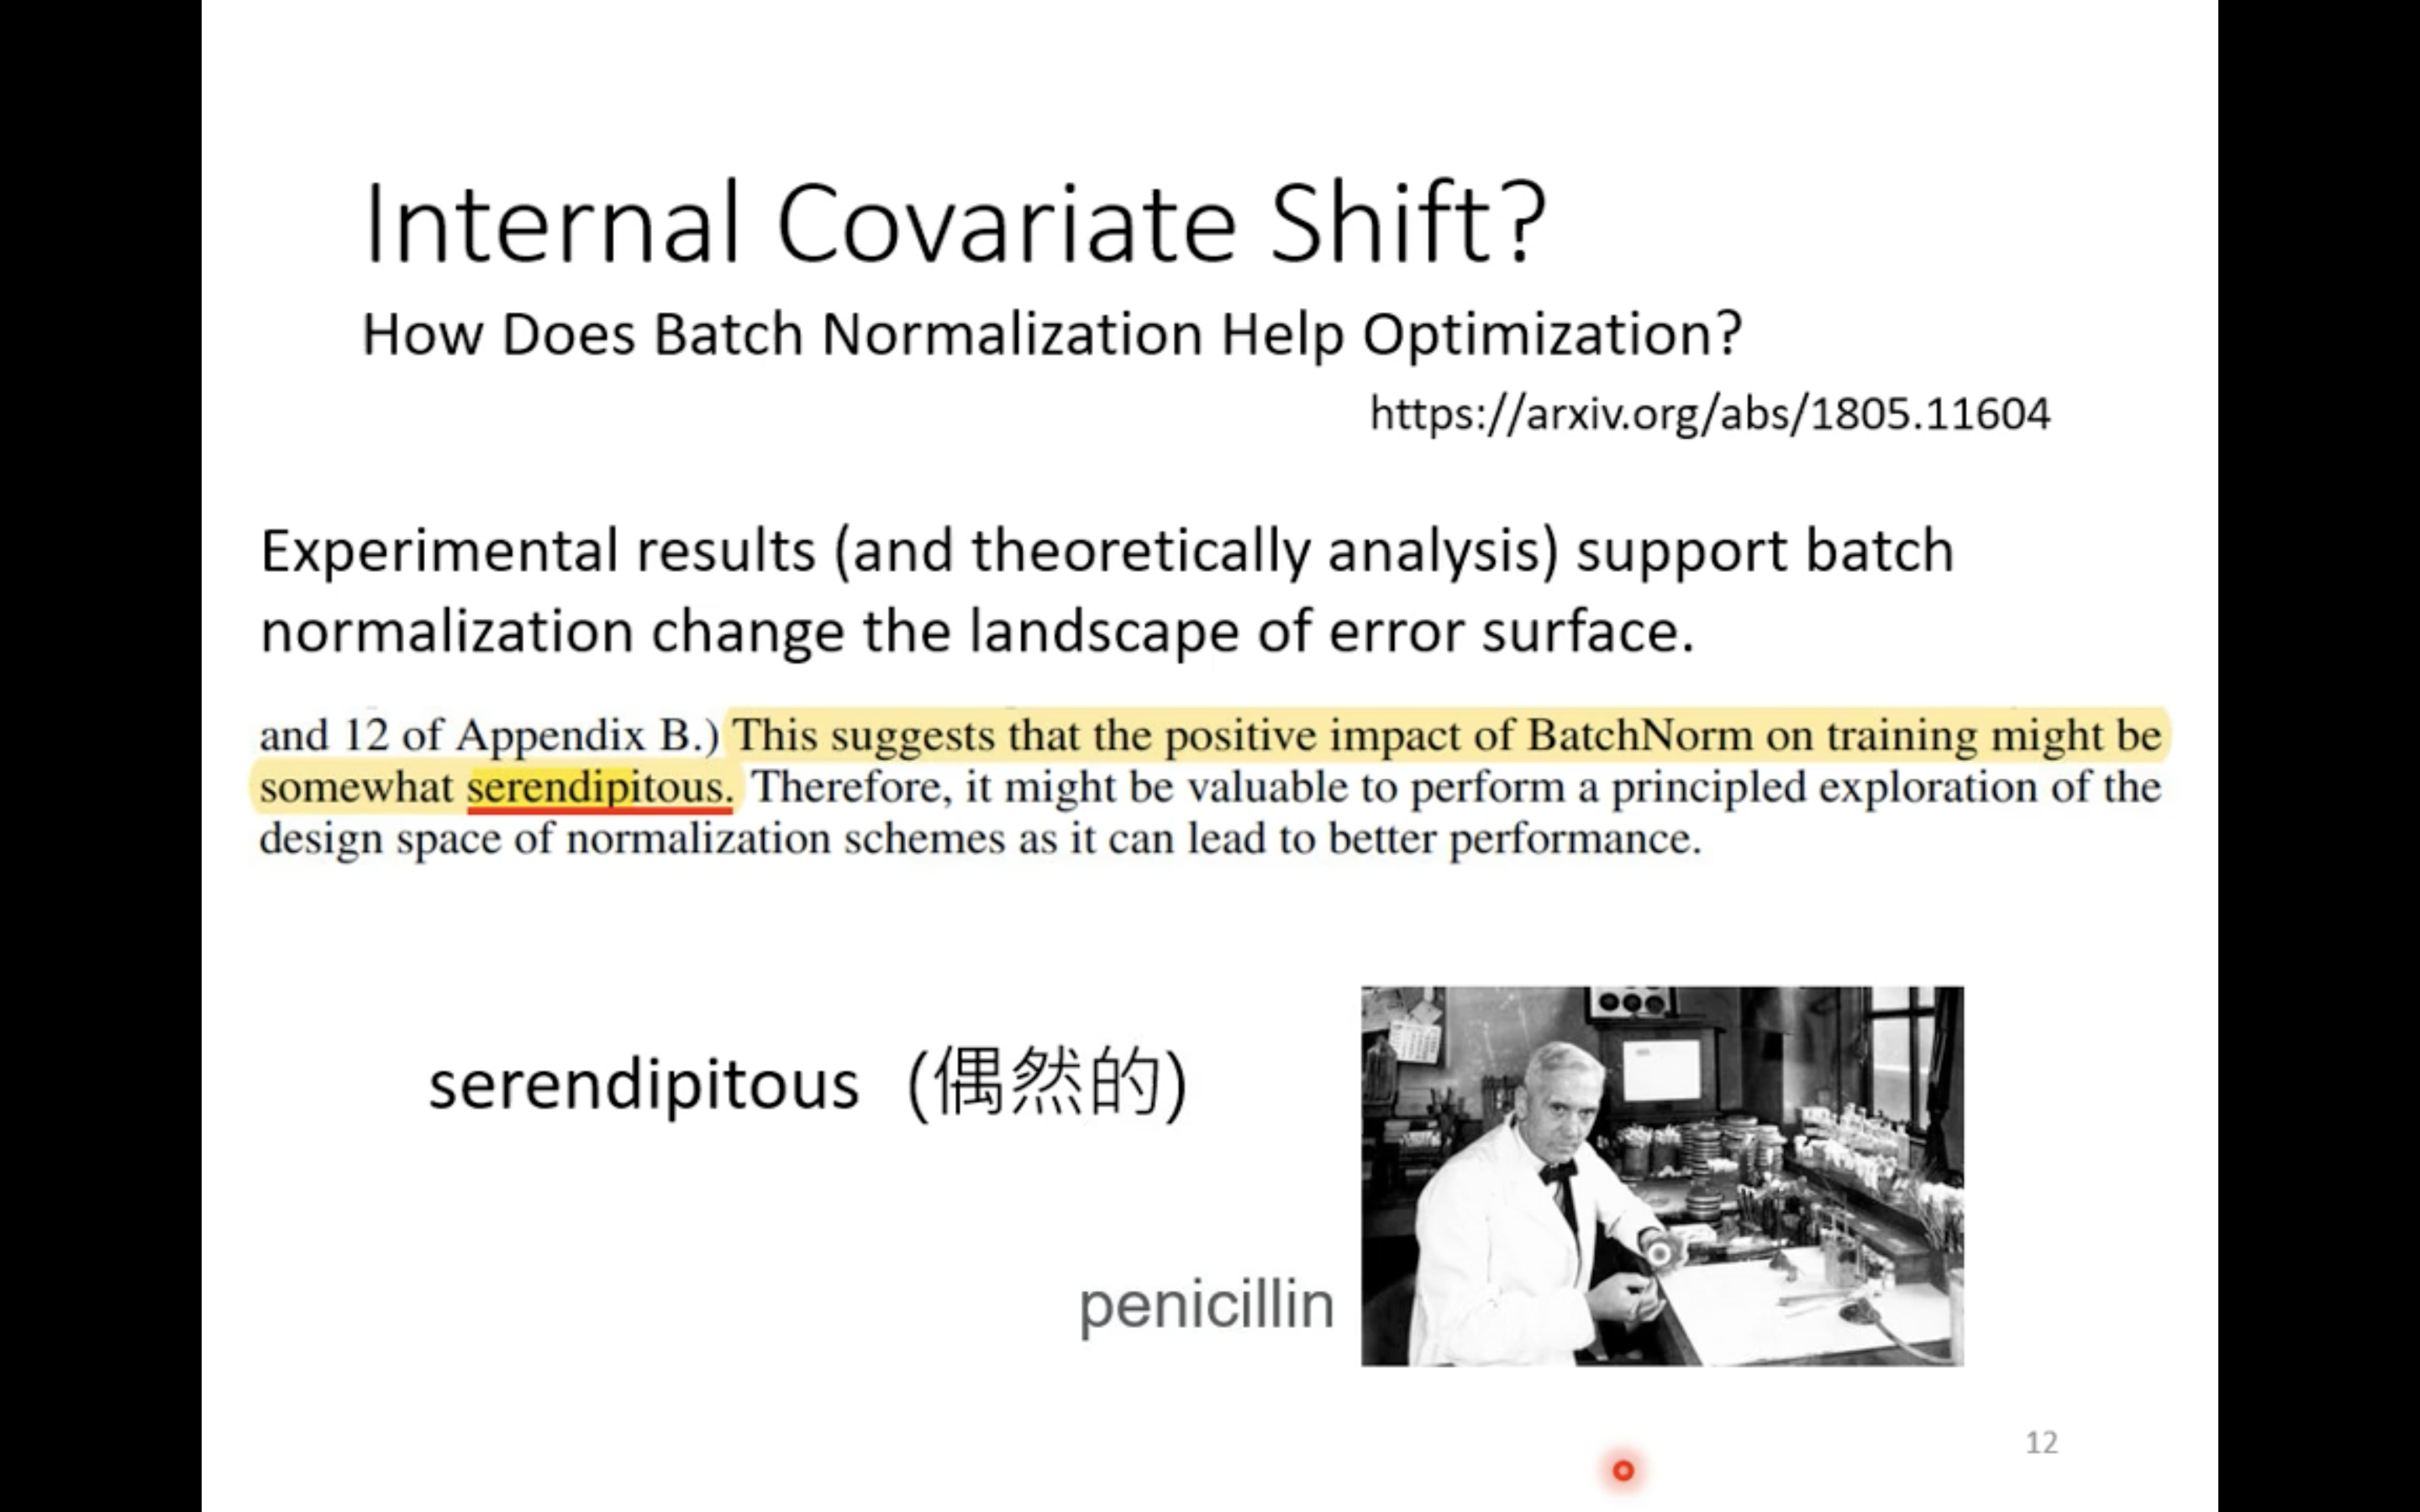 Internal Covariate Shift?
How Does Batch Normalization Help Optimization?
https://arxiv.org/abs/1805.11604
Experimental results (and theoretically analysis) support batch
normalization change the landscape of error surface.
and 12 of Appendix B.) This suggests that the positive impact of BatchNorm on training might be
somewhat serendipitous. Therefore, it might be valuable to perform a principled exploration of the
design space of normalization schemes as it can lead to better performance.
serendipitous (偶然的)
penicillin
12